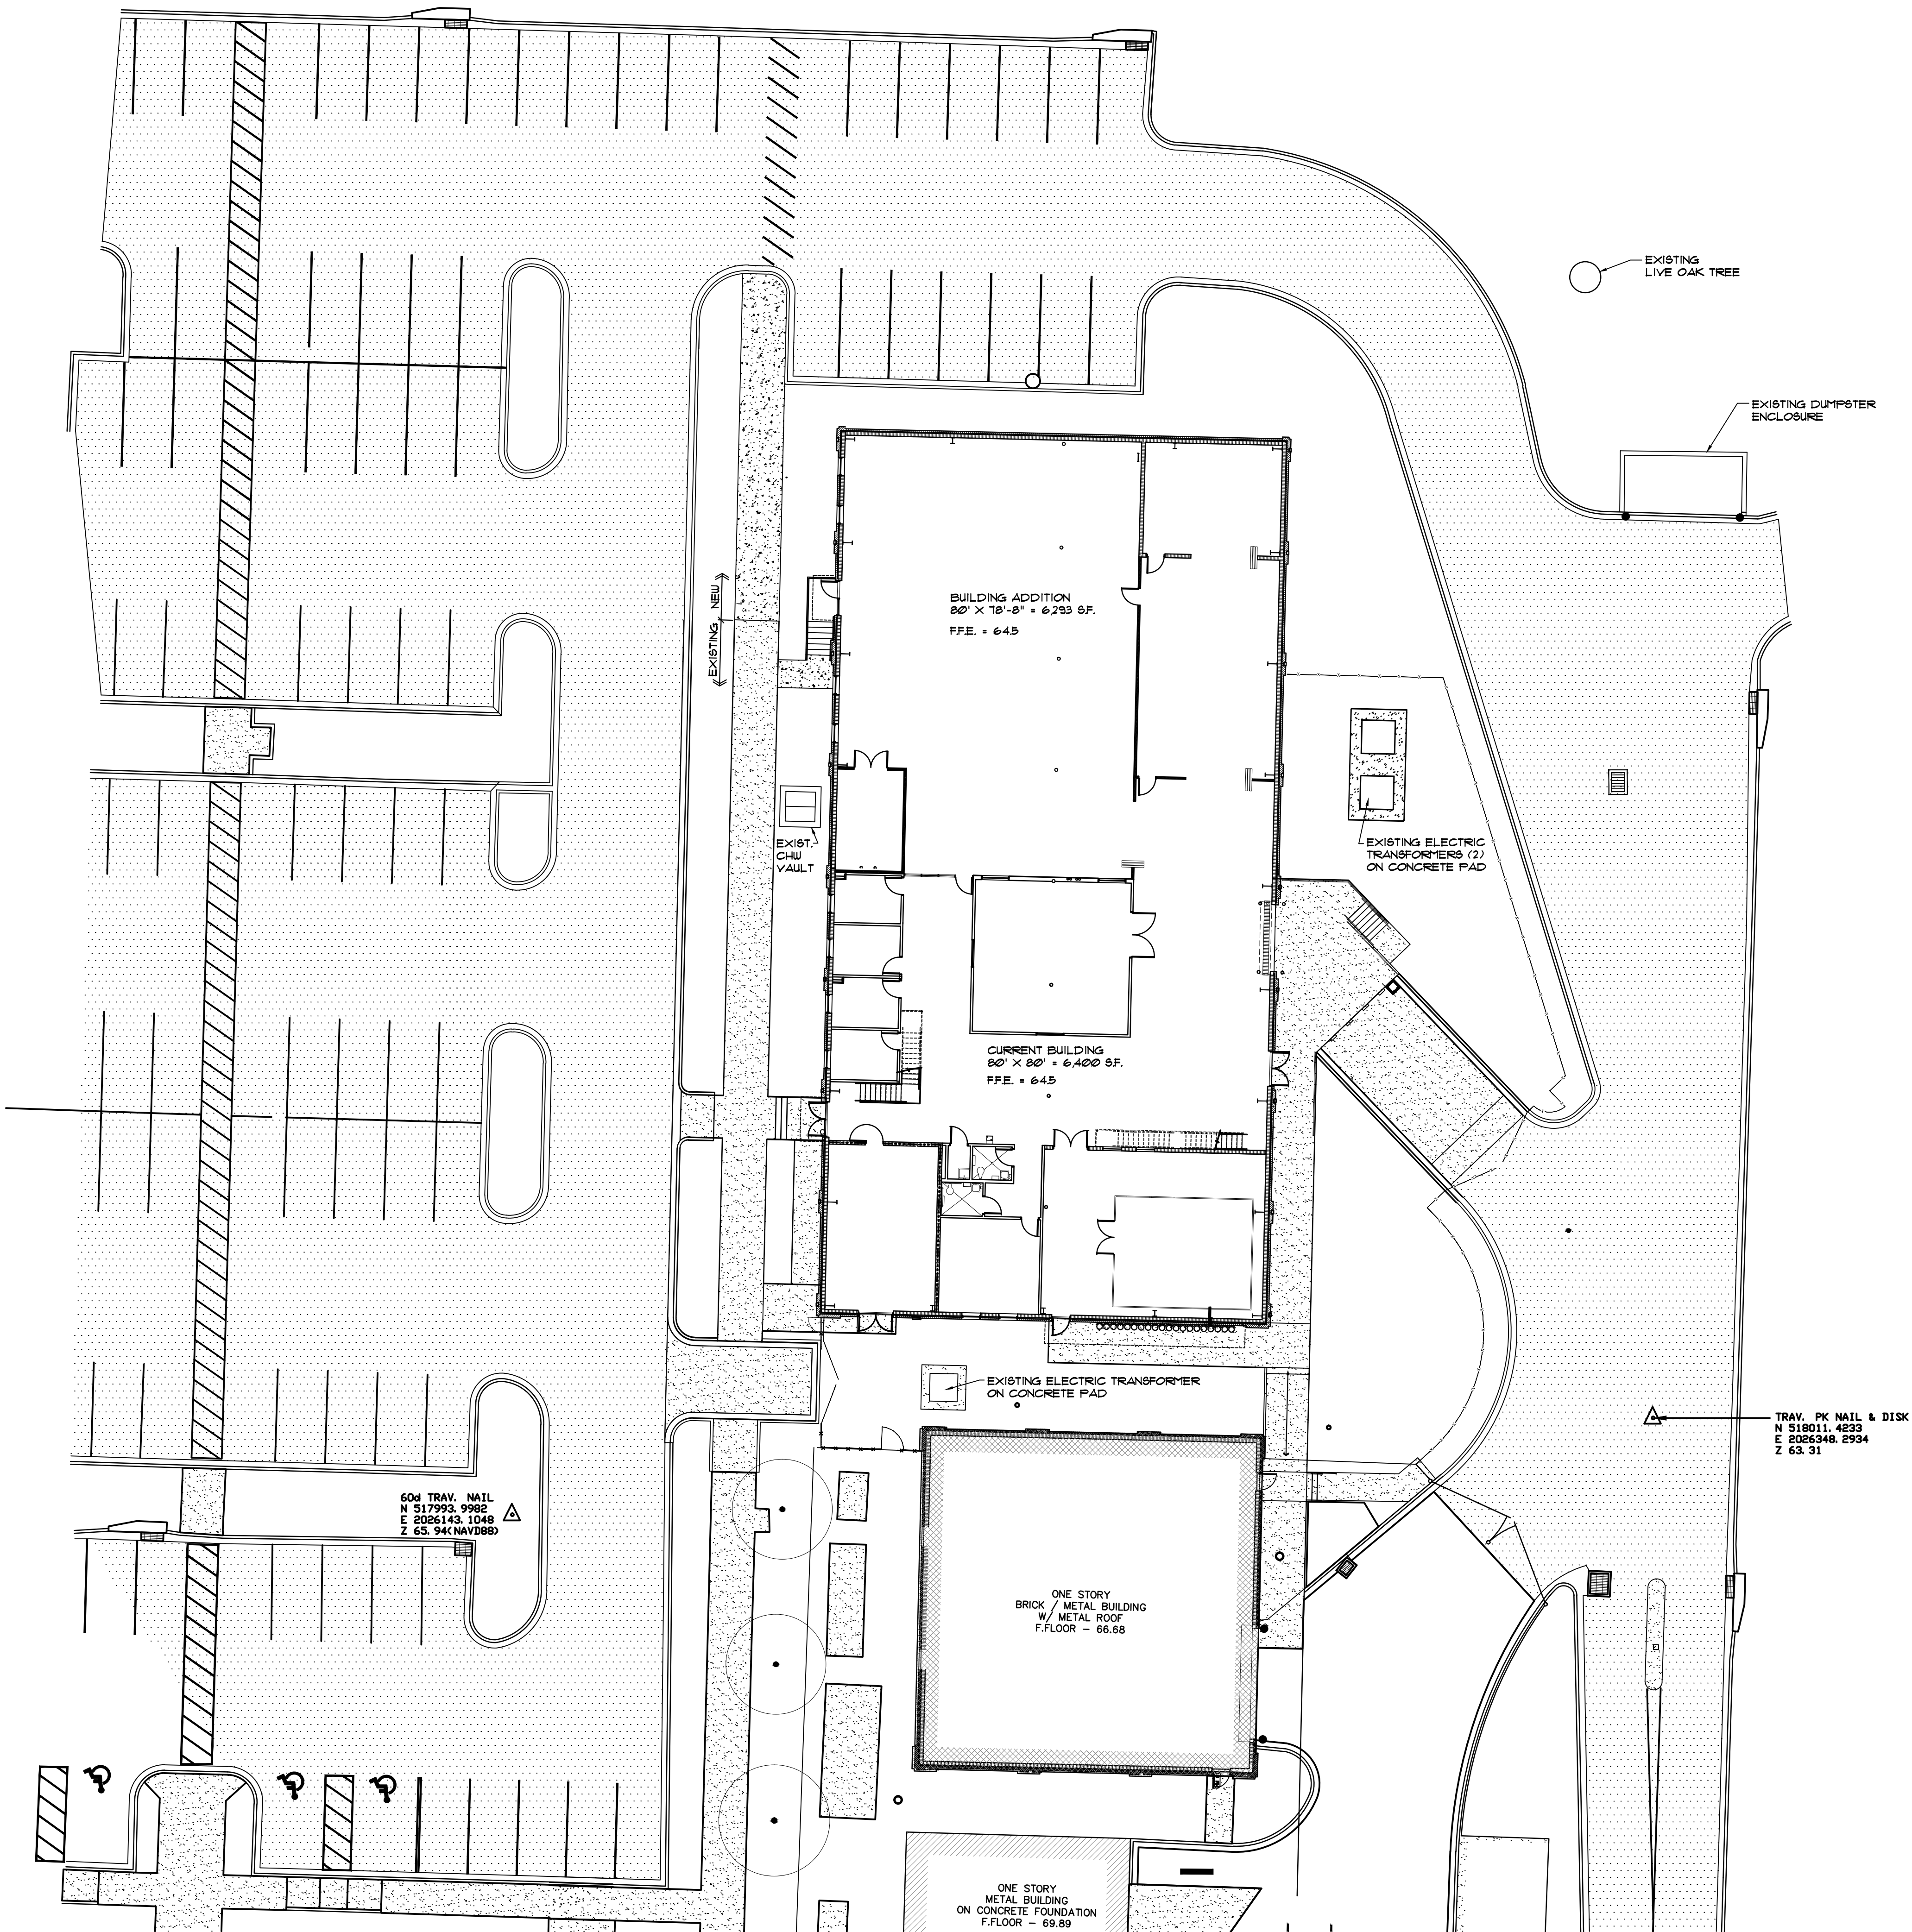 EXISTING
LIVE OAK TREE
EXISTING DUMPSTER
ENCLOSURE
BUILDING ADDITION
80' X 78'-8" = 6,293 S.F.
F.F.E. = 64.5
EXISTING NEW
EXIST.
CHW
VAULT
EXISTING ELECTRIC
TRANSFORMERS (2)
ON CONCRETE PAD
CURRENT BUILDING
80' X 80' = 6,400 S.F.
F.F.E. = 64.5
EXISTING ELECTRIC TRANSFORMER
ON CONCRETE PAD
TRAV. PK NAIL & DISK
N 518011.4233
E 2026348.2934
Z 63.31
60d TRAV. NAIL
N 517993.9982
E 2026143.1048
Z 65.94(NAVD88)
ONE STORY
BRICK / METAL BUILDING
W/ METAL ROOF
F.FLOOR – 66.68
ONE STORY
METAL BUILDING
ON CONCRETE FOUNDATION
F.FLOOR – 69.89